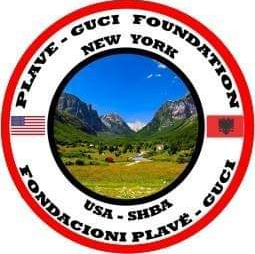 PLAVE - GUCI FOUNDATION
NEW YORK
USA - SHBA
FONDACIONI PLAVË - GUCI